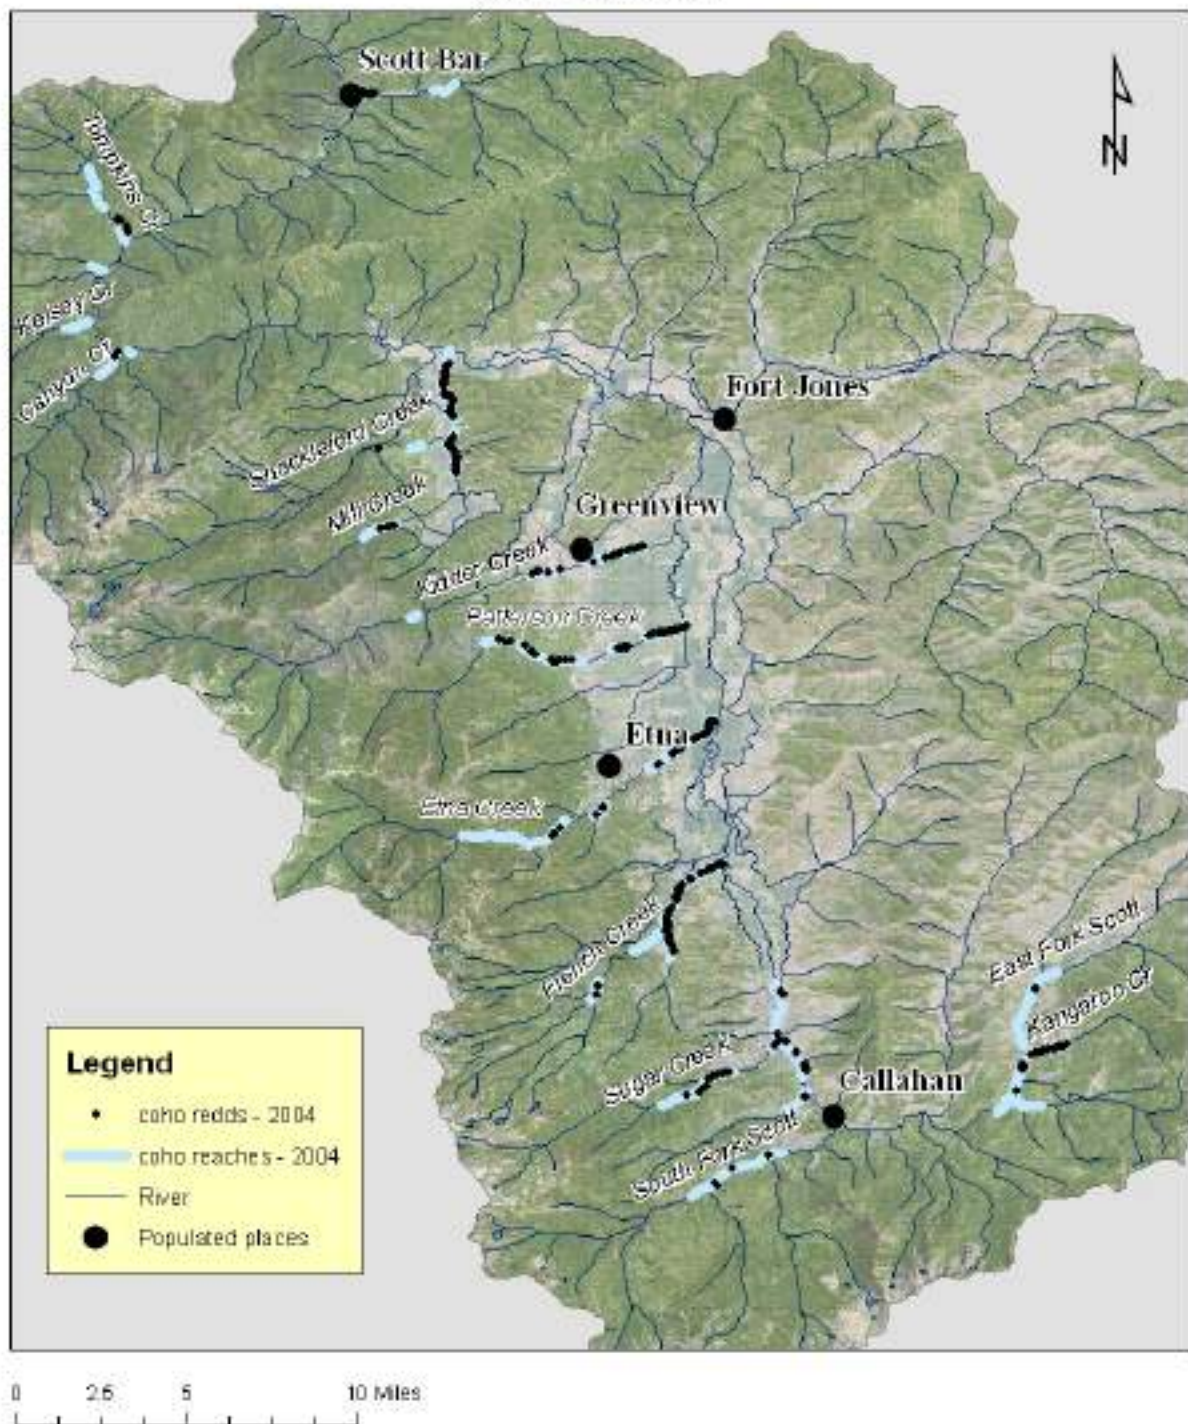 Scott Bar
Tompkins Cr
Kelsey Cr
Canyon Cr
Fort Jones
Shackleford Creek
Mill Creek
Greenview
Kidder Creek
Patterson Creek
Etna
Etna Creek
French Creek
East Fork Scott
Kangaroo Cr
Sugar Creek
Callahan
South Fork Scott
Legend
coho redds - 2004
coho reaches - 2004
River
Populated places
N
0 2.5 5 10 Miles